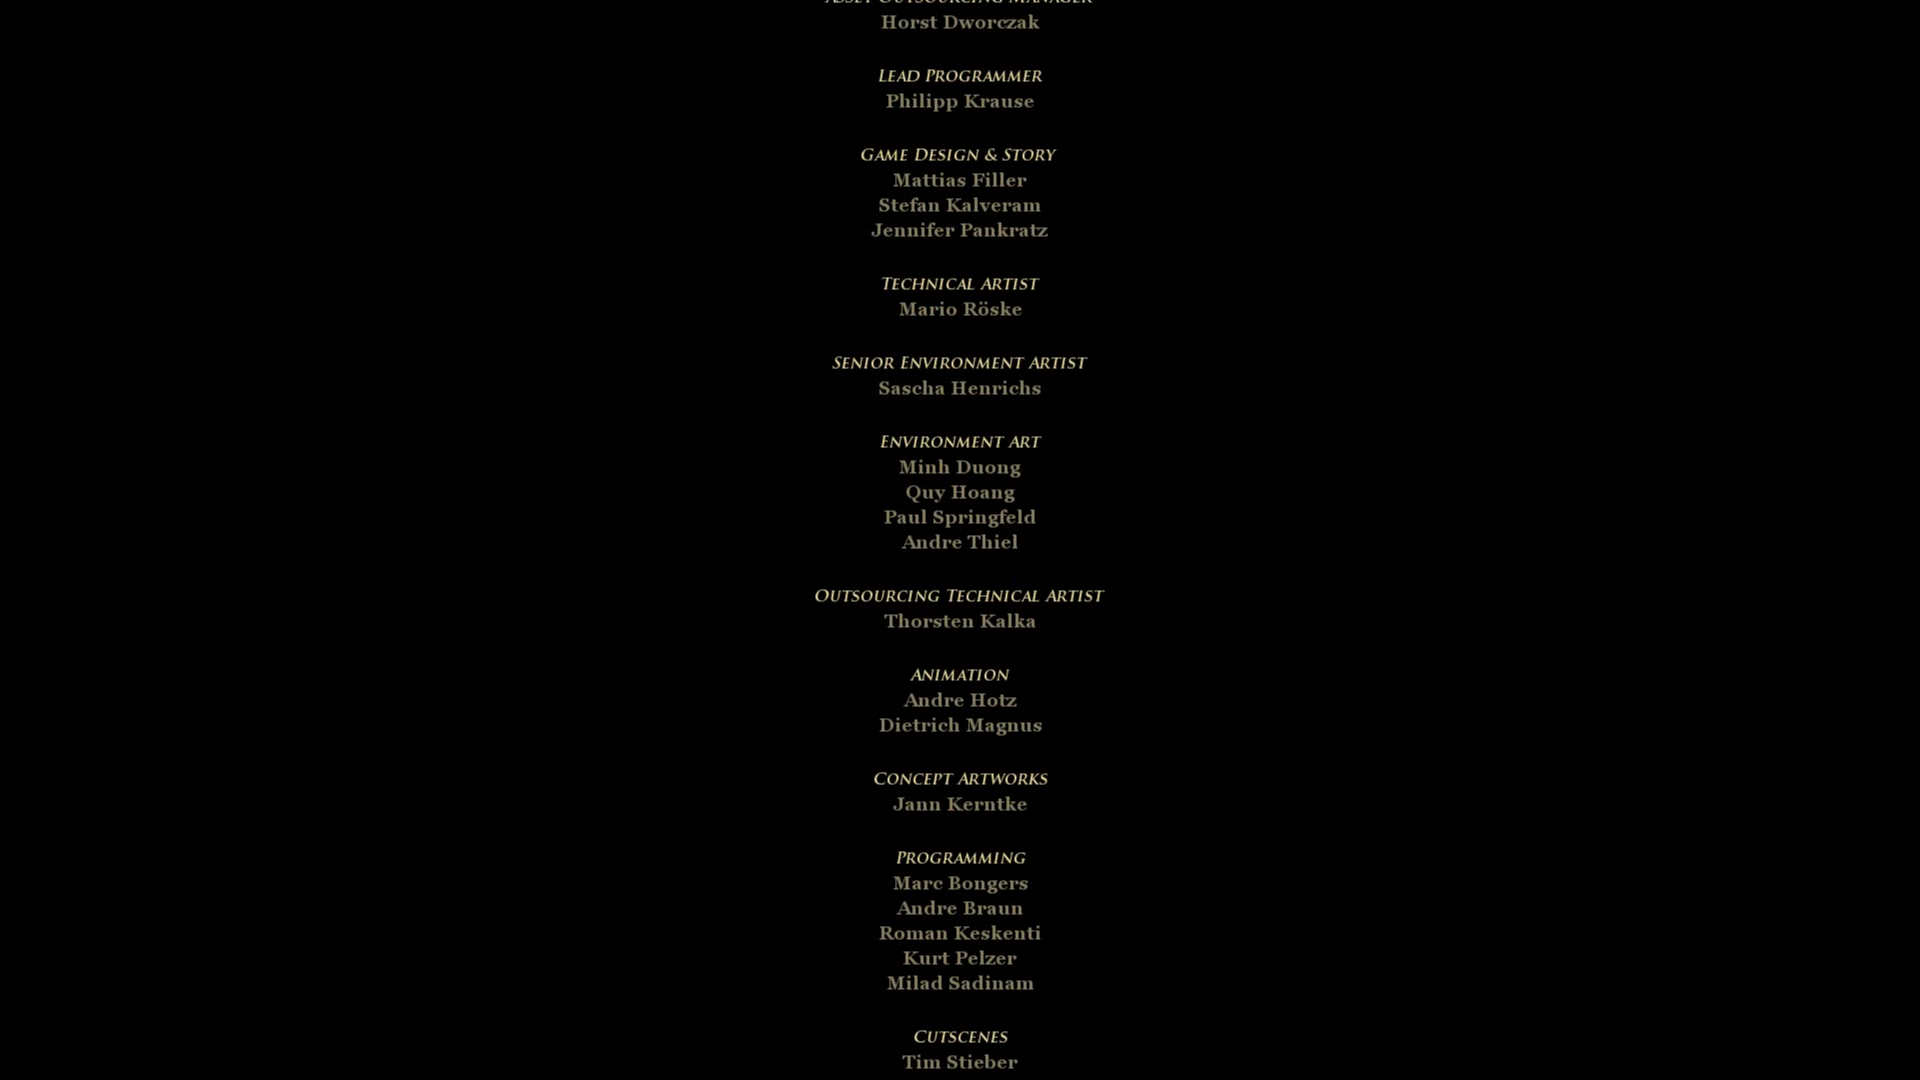 Asset Outsourcing Manager
Horst Dworczak
Lead Programmer
Philipp Krause
Game Design & Story
Mattias Filler
Stefan Kalveram
Jennifer Pankratz
Technical Artist
Mario Röske
Senior Environment Artist
Sascha Henrichs
Environment Art
Minh Duong
Quy Hoang
Paul Springfeld
Andre Thiel
Outsourcing Technical Artist
Thorsten Kalka
Animation
Andre Hotz
Dietrich Magnus
Concept Artworks
Jann Kerntke
Programming
Marc Bongers
Andre Braun
Roman Keskenti
Kurt Pelzer
Milad Sadinam
Cutscenes
Tim Stieber